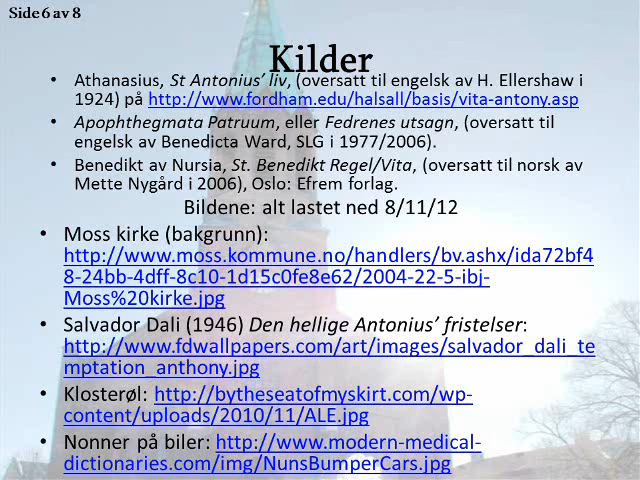 Side 6 av 8
Kilder
• Athanasius, St Antonius’ liv, (oversatt til engelsk av H. Ellershaw i
1924) på http://www.fordham.edu/halsall/basis/vita-antony.asp
• Apophthegmata Patruum, eller Fedrenes utsagn, (oversatt til
engelsk av Benedicta Ward, SLG i 1977/2006).
• Benedikt av Nursia, St. Benedikt Regel/Vita, (oversatt til norsk av
Mette Nygård i 2006), Oslo: Efrem forlag.
Bildene: alt lastet ned 8/11/12
• Moss kirke (bakgrunn):
http://www.moss.kommune.no/handlers/bv.ashx/ida72bf4
8-24bb-4dff-8c10-1d15c0fe8e62/2004-22-5-ibj-
Moss%20kirke.jpg
• Salvador Dali (1946) Den hellige Antonius’ fristelser:
http://www.fdwallpapers.com/art/images/salvador_dali_te
mptation_anthony.jpg
• Klosterøl: http://bytheseatofmyskirt.com/wp-
content/uploads/2010/11/ALE.jpg
• Nonner på biler: http://www.modern-medical-
dictionaries.com/img/NunsBumperCars.jpg